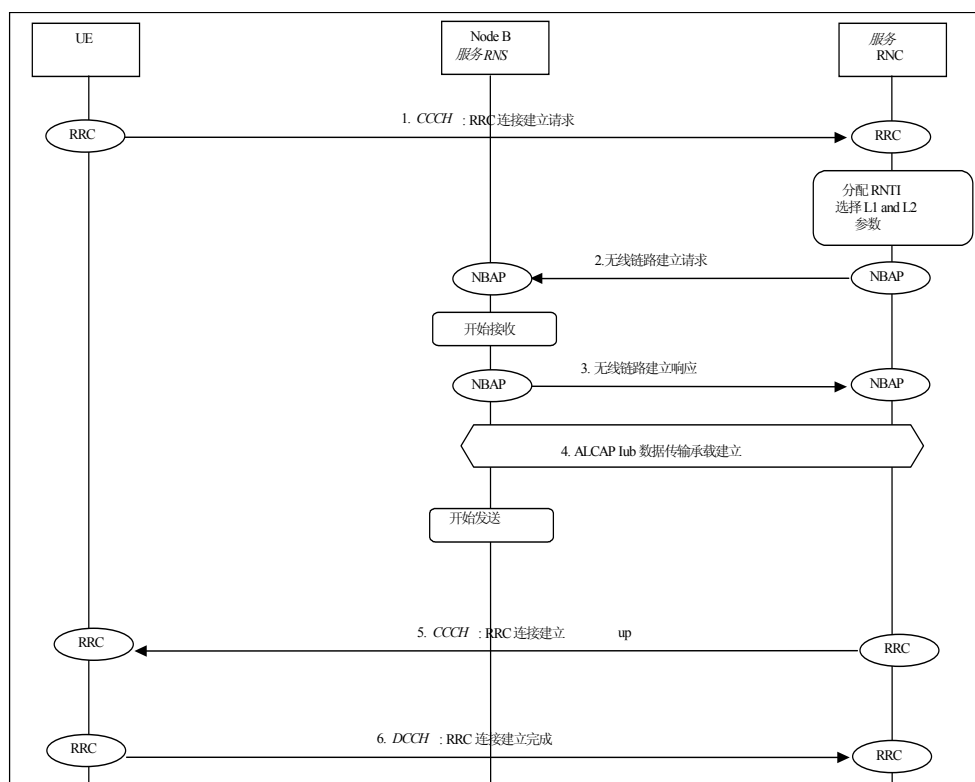 UE
Node B
服务RNS
服务
RNC
1. CCCH : RRC 连接建立请求
RRC
RRC
分配 RNTI
选择 L1 and L2
参数
2.无线链路建立请求
NBAP
NBAP
开始接收
3. 无线链路建立响应
NBAP
NBAP
4. ALCAP Iub 数据传输承载建立
开始发送
5. CCCH : RRC 连接建立 up
RRC
RRC
6. DCCH : RRC 连接建立完成
RRC
RRC